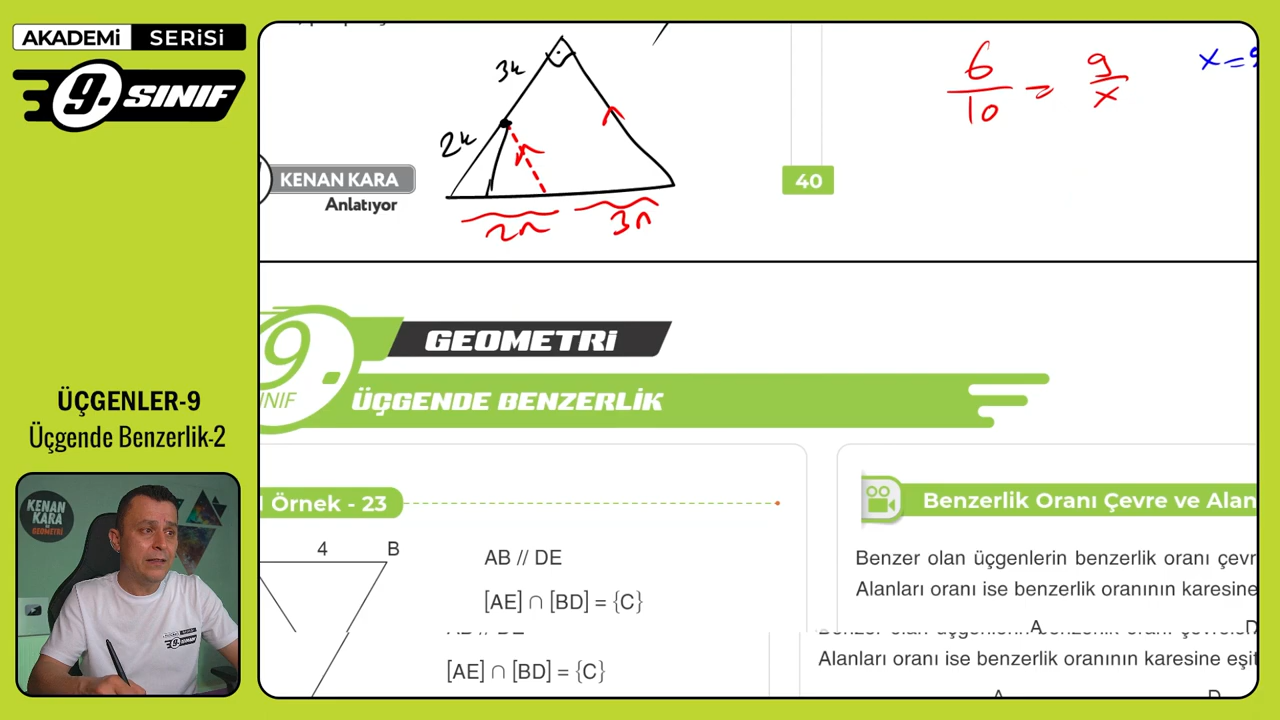 AKADEMİ SERİSİ
9. SINIF
3k
2k
2n
3n
6/10 = 9/x
x=9
KENAN KARA
Anlatıyor
40
9
GEOMETRİ
INIF
ÜÇGENDE BENZERLİK
ÜÇGENLER-9
Üçgende Benzerlik-2
KENAN
KARA
GEOMETRİ
Örnek - 23
4 B
AB // DE
[AE] ∩ [BD] = {C}
[AE] ∩ [BD] = {C}
Benzerlik Oranı Çevre ve Alan
Benzer olan üçgenlerin benzerlik oranı çevr
Alanları oranı ise benzerlik oranının karesine
A D
Alanları oranı ise benzerlik oranının karesine eşit